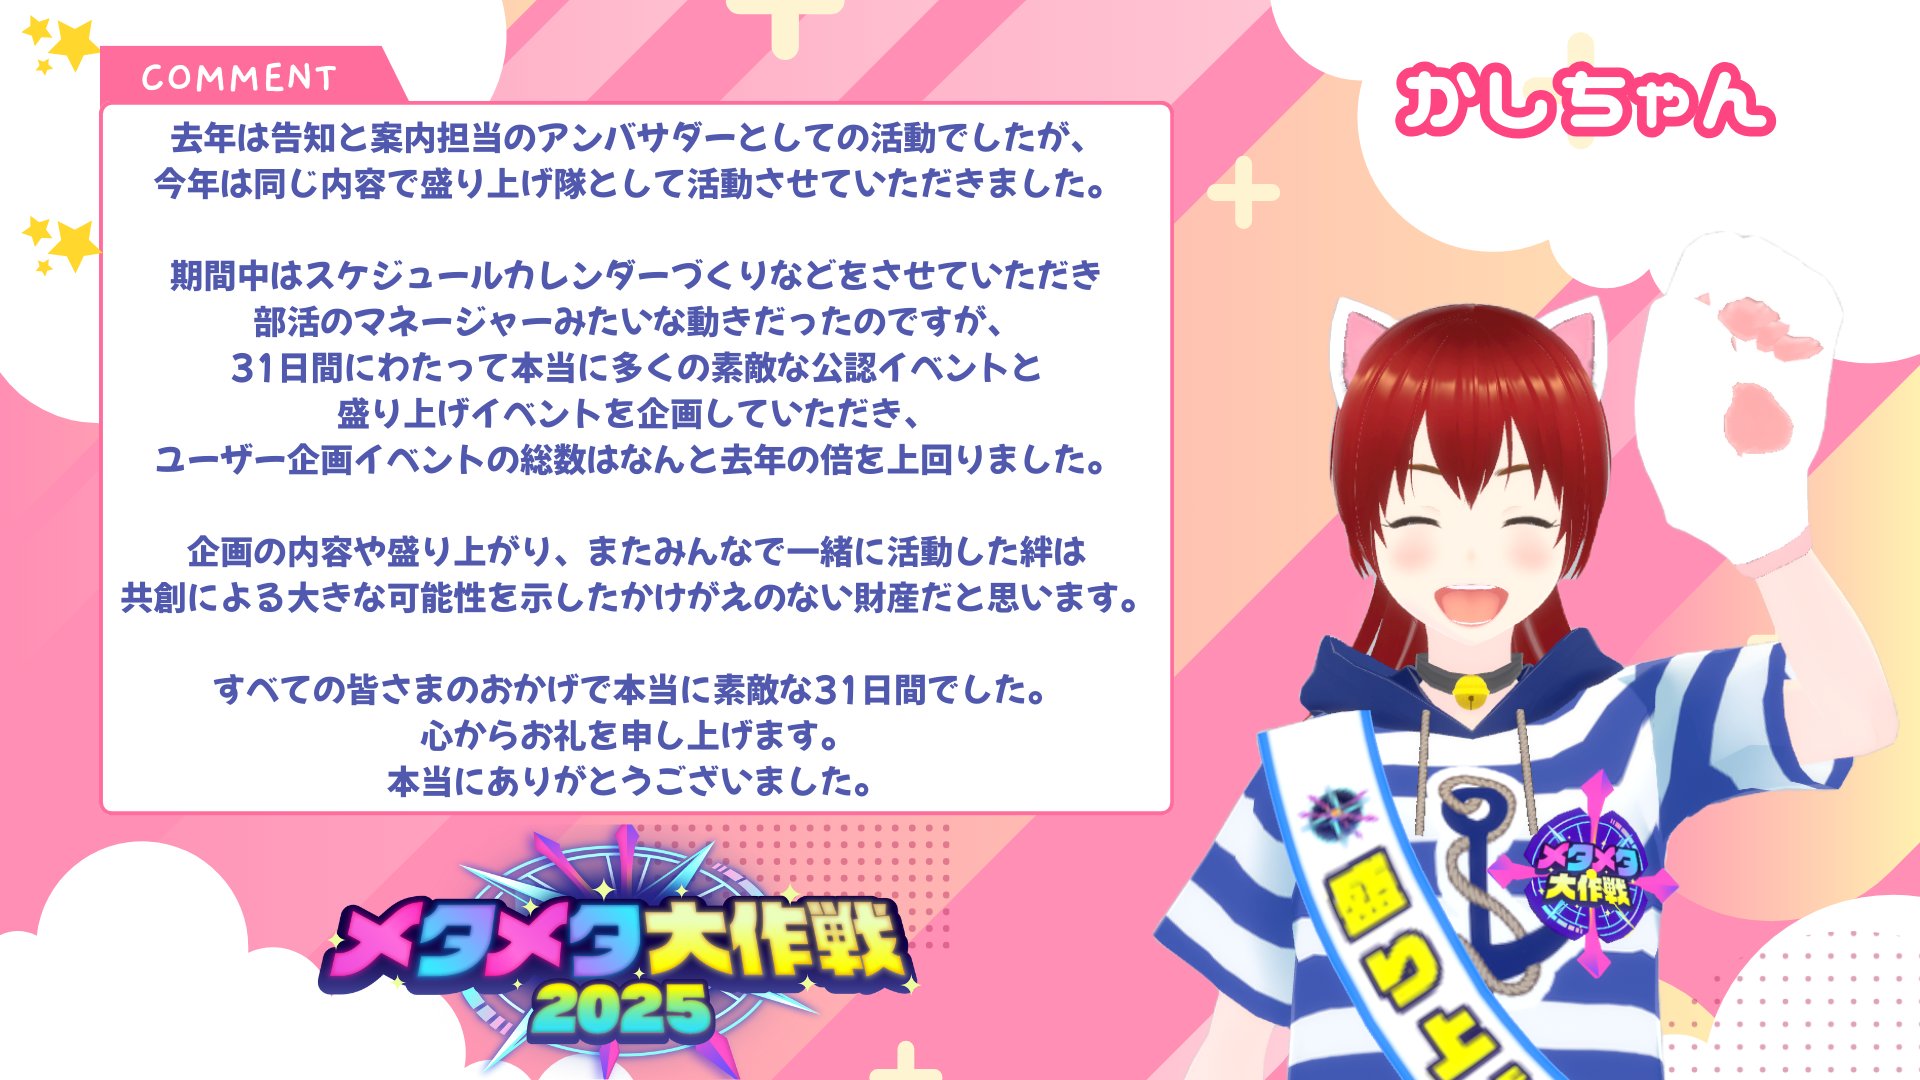 COMMENT
かしちゃん
去年は告知と案内担当のアンバサダーとしての活動でしたが、
今年は同じ内容で盛り上げ隊として活動させていただきました。
期間中はスケジュールカレンダーづくりなどをさせていただき
部活のマネージャーみたいな動きだったのですが、
31日間にわたって本当に多くの素敵な公認イベントと
盛り上げイベントを企画していただき、
ユーザー企画イベントの総数はなんと去年の倍を上回りました。
企画の内容や盛り上がり、またみんなで一緒に活動した絆は
共創による大きな可能性を示したかけがえのない財産だと思います。
すべての皆さまのおかげで本当に素敵な31日間でした。
心からお礼を申し上げます。
本当にありがとうございました。
メタメタ大作戦
2025
メタメタ
大作戦
盛り上